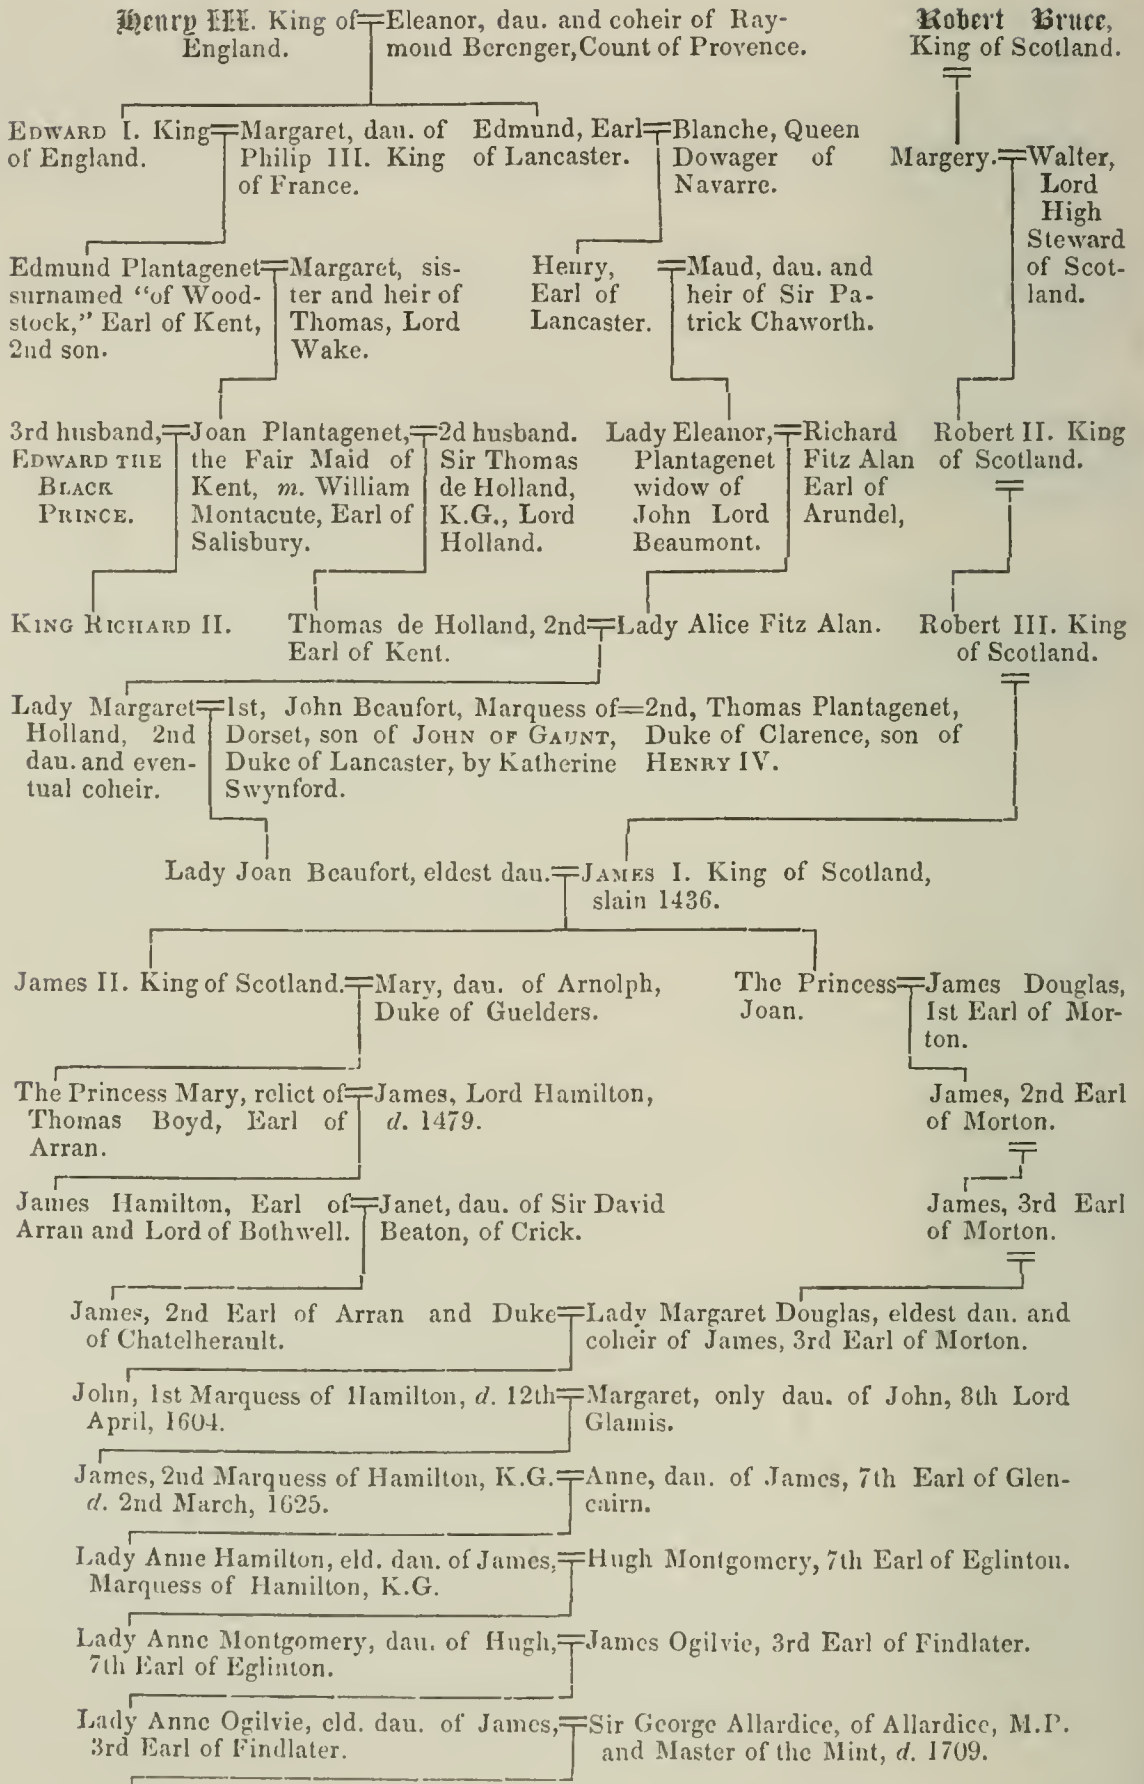 Henry III. King of
England.
Eleanor, dau. and coheir of Ray-
mond Berenger, Count of Provence.
Robert Bruce,
King of Scotland.
EDWARD I. King
of England.
Margaret, dau. of
Philip III. King
of France.
Edmund, Earl
of Lancaster.
Blanche, Queen
Dowager of
Navarre.
Margery.
Walter,
Lord
High
Steward
of Scot-
land.
Edmund Plantagenet
surnamed "of Wood-
stock," Earl of Kent,
2nd son.
Margaret, sis-
ter and heir of
Thomas, Lord
Wake.
Henry,
Earl of
Lancaster.
Maud, dau. and
heir of Sir Pa-
trick Chaworth.
3rd husband,
EDWARD THE
BLACK
PRINCE.
Joan Plantagenet,
the Fair Maid of
Kent, m. William
Montacute, Earl of
Salisbury.
2d husband.
Sir Thomas
de Holland,
K.G., Lord
Holland.
Lady Eleanor,
Plantagenet
widow of
John Lord
Beaumont.
Richard
Fitz Alan
Earl of
Arundel,
Robert II. King
of Scotland.
KING RICHARD II.
Thomas de Holland, 2nd
Earl of Kent.
Lady Alice Fitz Alan.
Robert III. King
of Scotland.
Lady Margaret
Holland, 2nd
dau. and even-
tual coheir.
1st, John Beaufort, Marquess of
Dorset, son of JOHN OF GAUNT,
Duke of Lancaster, by Katherine
Swynford.
2nd, Thomas Plantagenet,
Duke of Clarence, son of
HENRY IV.
Lady Joan Beaufort, eldest dau.
JAMES I. King of Scotland,
slain 1436.
James II. King of Scotland.
Mary, dau. of Arnolph,
Duke of Guelders.
The Princess
Joan.
James Douglas,
1st Earl of Mor-
ton.
The Princess Mary, relict of
Thomas Boyd, Earl of
Arran.
James, Lord Hamilton,
d. 1479.
James, 2nd Earl
of Morton.
James Hamilton, Earl of
Arran and Lord of Bothwell.
Janet, dau. of Sir David
Beaton, of Crick.
James, 3rd Earl
of Morton.
James, 2nd Earl of Arran and Duke
of Chatelherault.
Lady Margaret Douglas, eldest dau. and
coheir of James, 3rd Earl of Morton.
John, 1st Marquess of Hamilton, d. 12th
April, 1604.
Margaret, only dau. of John, 8th Lord
Glamis.
James, 2nd Marquess of Hamilton, K.G.
d. 2nd March, 1625.
Anne, dau. of James, 7th Earl of Glen-
cairn.
Lady Anne Hamilton, eld. dau. of James,
Marquess of Hamilton, K.G.
Hugh Montgomery, 7th Earl of Eglinton.
Lady Anne Montgomery, dau. of Hugh,
7th Earl of Eglinton.
James Ogilvie, 3rd Earl of Findlater.
Lady Anne Ogilvie, eld. dau. of James,
3rd Earl of Findlater.
Sir George Allardice, of Allardice, M.P.
and Master of the Mint, d. 1709.